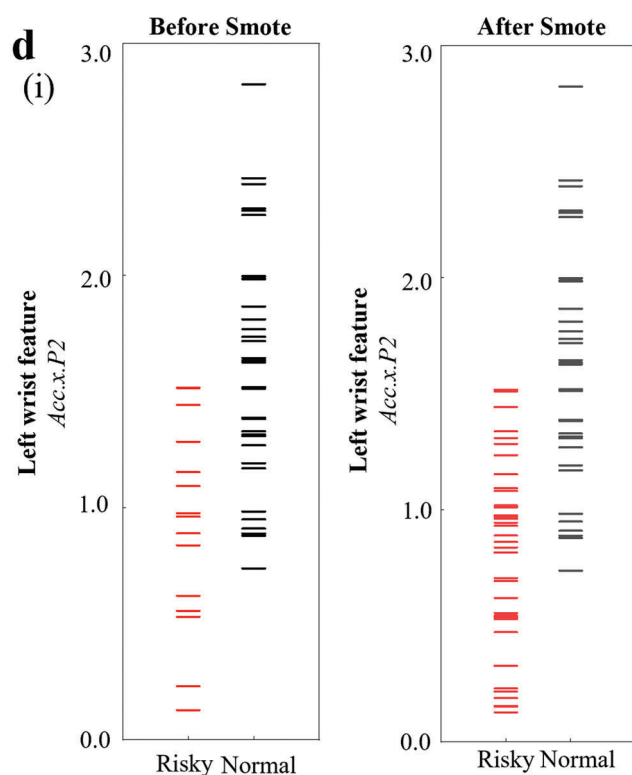 d
(i)
Before Smote
3.0
2.0
1.0
0.0
Left wrist feature
Acc.x.P2
Risky Normal
After Smote
3.0
2.0
1.0
0.0
Left wrist feature
Acc.x.P2
Risky Normal